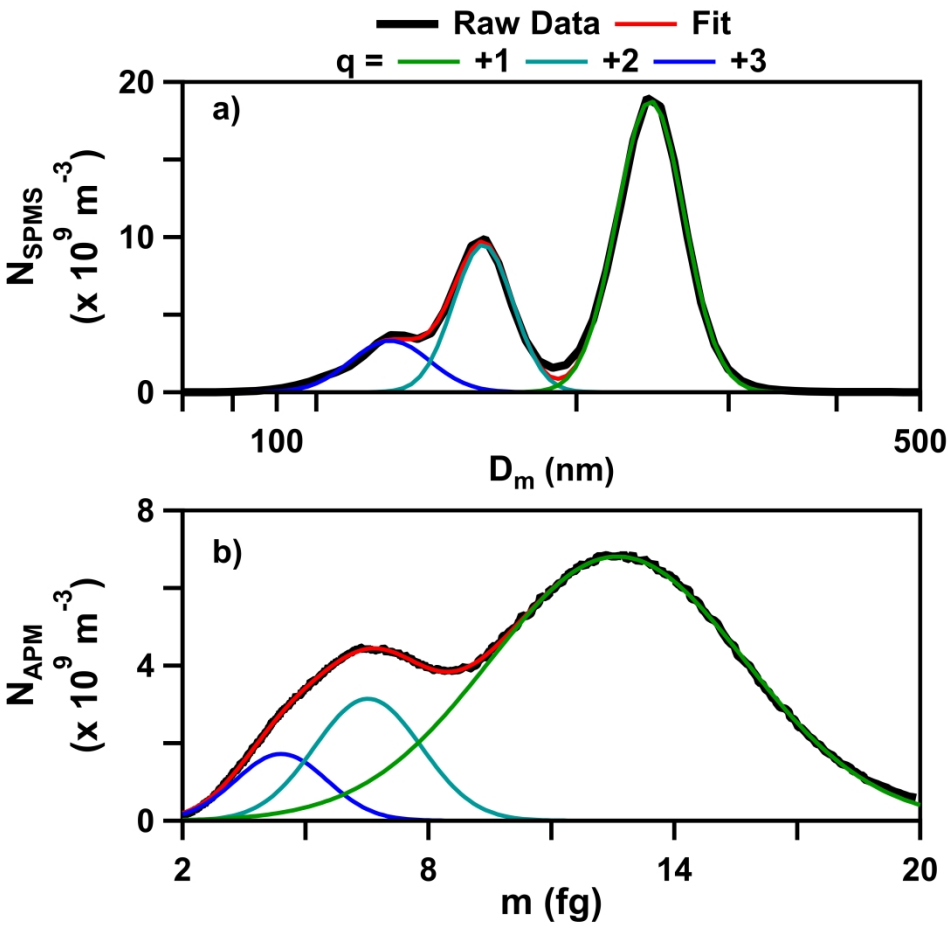 Raw Data Fit
q = +1 +2 +3
a)
20
10
0
N_SPMS
(x 10^9 m^-3)
100 500
D_m (nm)
b)
8
4
0
N_APM
(x 10^9 m^-3)
2 8 14 20
m (fg)